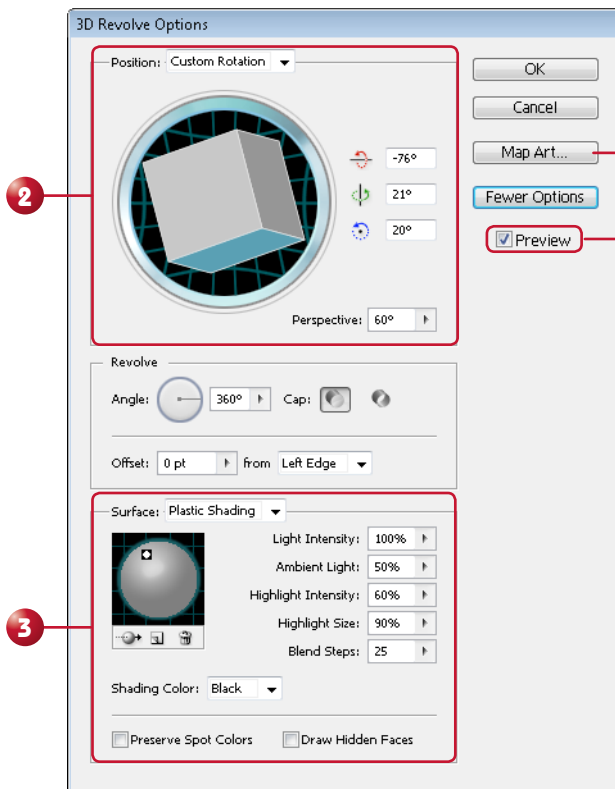 3D Revolve Options
Position: Custom Rotation
OK
Cancel
Map Art...
Fewer Options
Preview
2
-76°
21°
20°
Perspective: 60°
Revolve
Angle: 360° Cap:
Offset: 0 pt from Left Edge
3
Surface: Plastic Shading
Light Intensity: 100%
Ambient Light: 50%
Highlight Intensity: 60%
Highlight Size: 90%
Blend Steps: 25
Shading Color: Black
Preserve Spot Colors Draw Hidden Faces